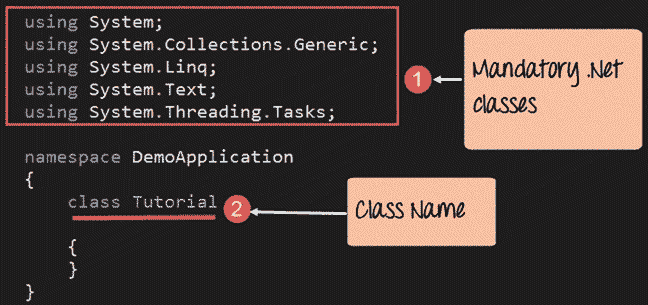 using System;
using System.Collections.Generic;
using System.Linq;
using System.Text;
using System.Threading.Tasks;
1
Mandatory .Net
classes
namespace DemoApplication
{
class Tutorial
2
Class Name
{
}
}